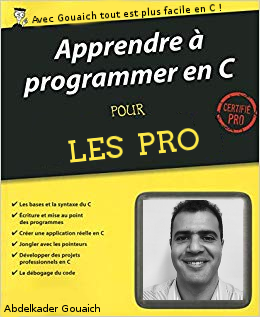 Avec Gouaich tout est plus facile en C !
Apprendre à
programmer en C
POUR
LES PRO
CERTIFIÉ
PRO
✓ Les bases et la syntaxe du C
✓ Écriture et mise au point
des programmes
✓ Créer une application réelle en C
✓ Jongler avec les pointeurs
✓ Développer des projets
professionnels en C
✓ Le débogage du code
Abdelkader Gouaich